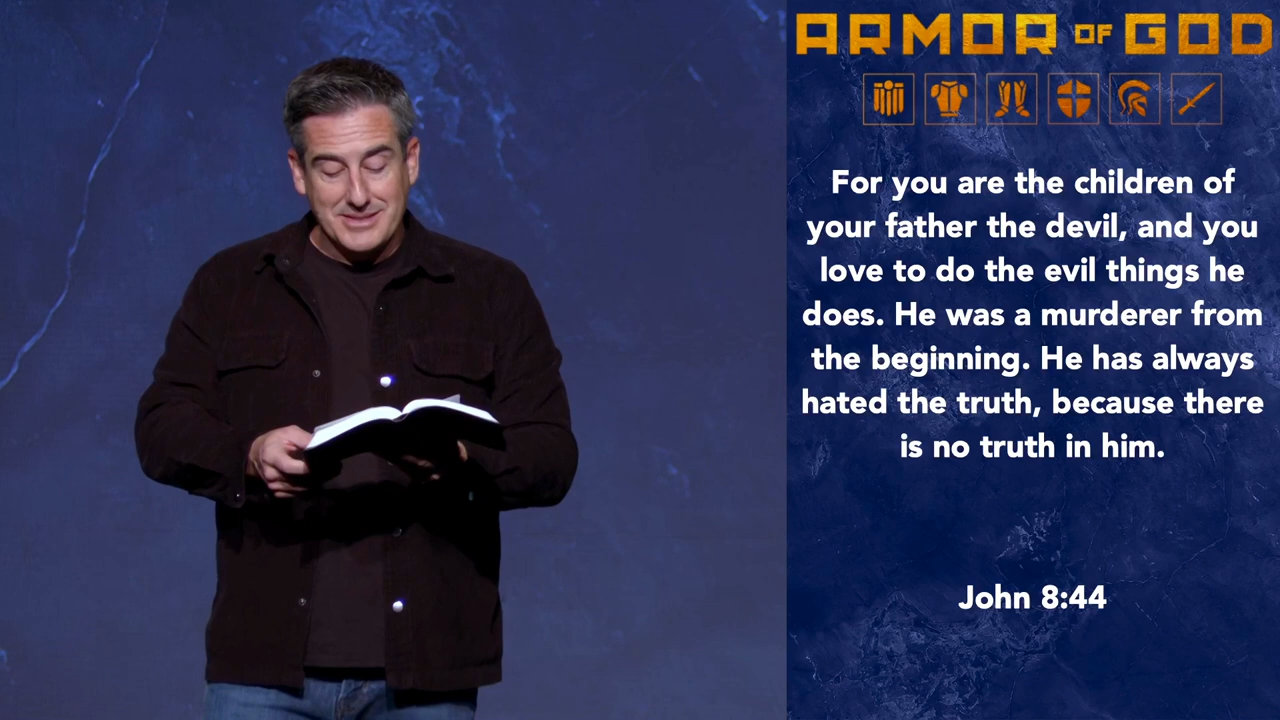 ARMOR OF GOD
For you are the children of
your father the devil, and you
love to do the evil things he
does. He was a murderer from
the beginning. He has always
hated the truth, because there
is no truth in him.
John 8:44